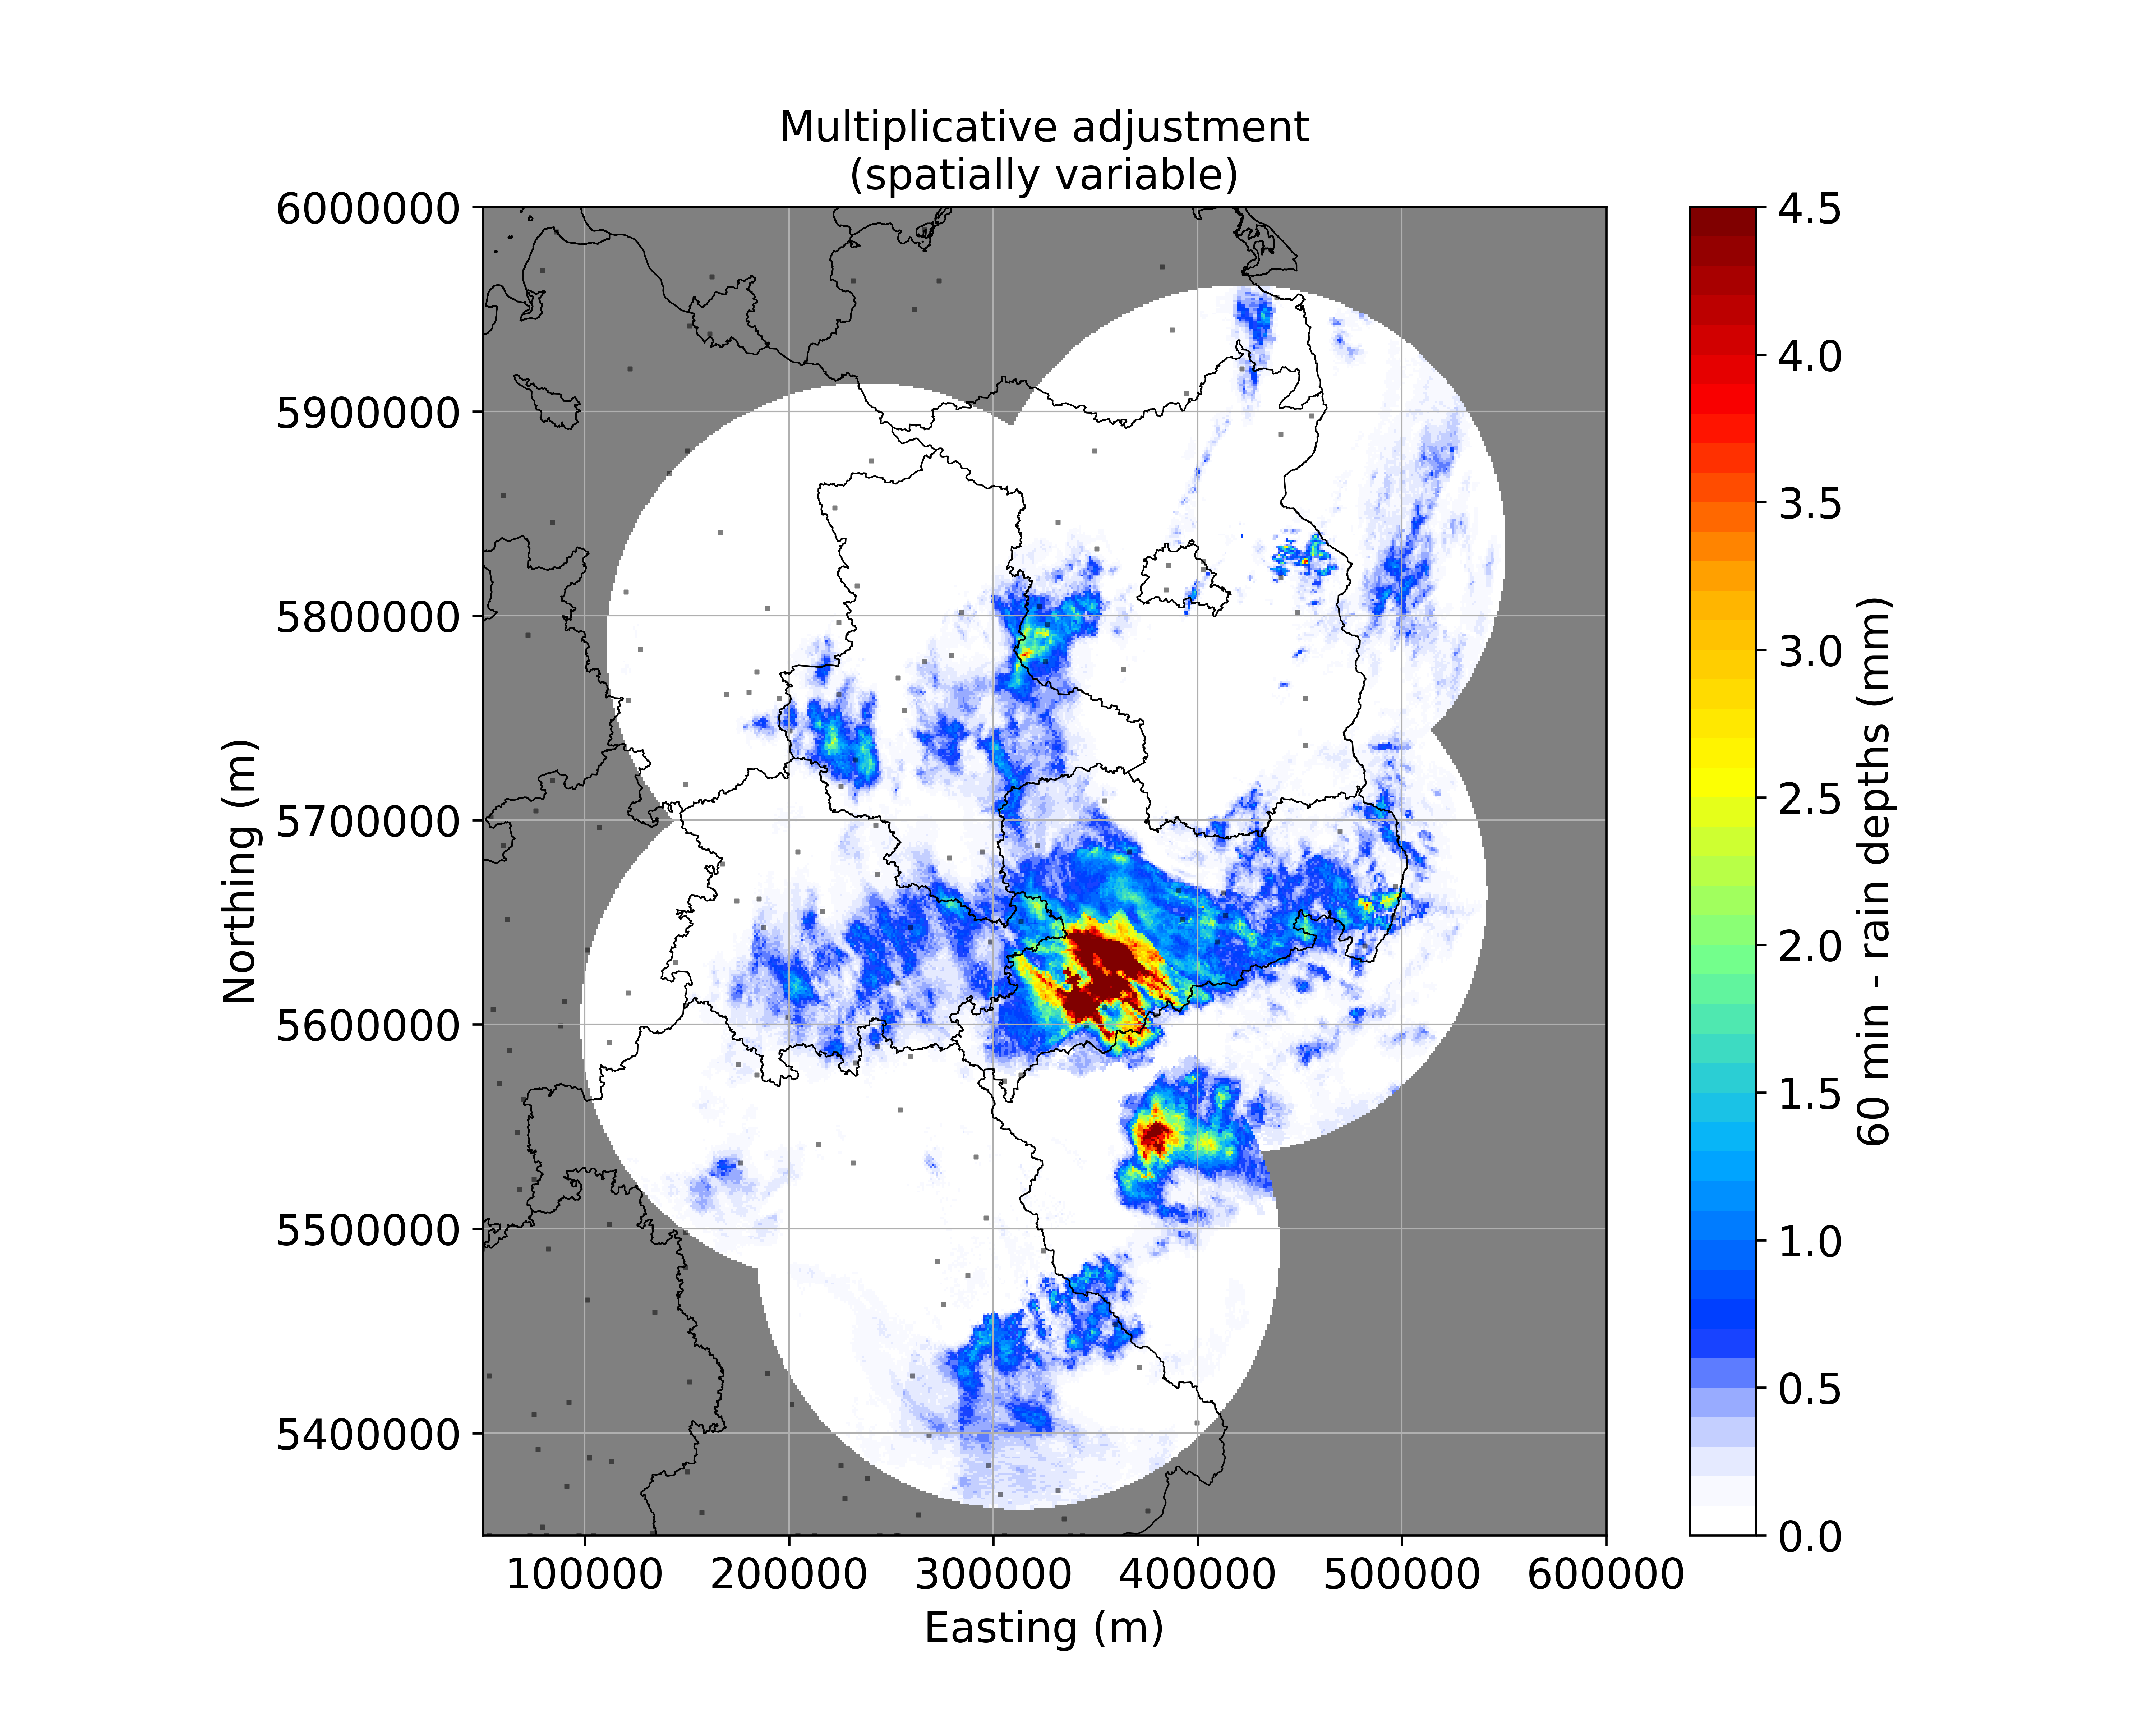 Multiplicative adjustment
(spatially variable)
6000000
5900000
5800000
5700000
5600000
5500000
5400000
Northing (m)
100000 200000 300000 400000 500000 600000
Easting (m)
4.5
4.0
3.5
3.0
2.5
2.0
1.5
1.0
0.5
0.0
60 min - rain depths (mm)